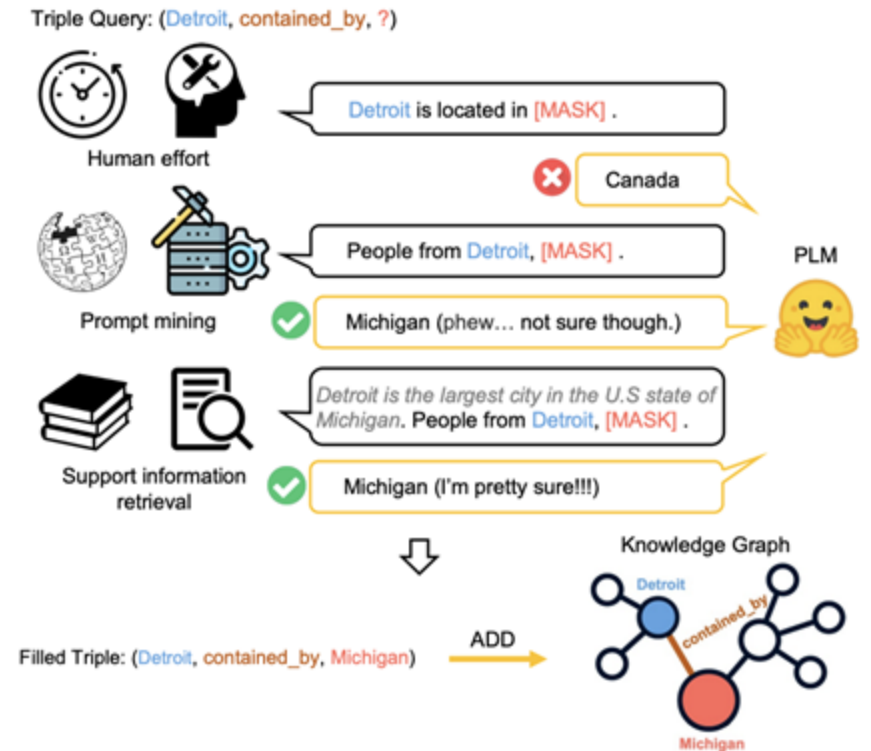 Triple Query: (Detroit, contained_by, ?)
Detroit is located in [MASK] .
Human effort
Canada
People from Detroit, [MASK] .
PLM
Prompt mining
Michigan (phew... not sure though.)
Detroit is the largest city in the U.S state of
Michigan. People from Detroit, [MASK] .
Support information
retrieval
Michigan (I'm pretty sure!!!)
Knowledge Graph
Detroit
contained_by
Filled Triple: (Detroit, contained_by, Michigan)
ADD
Michigan